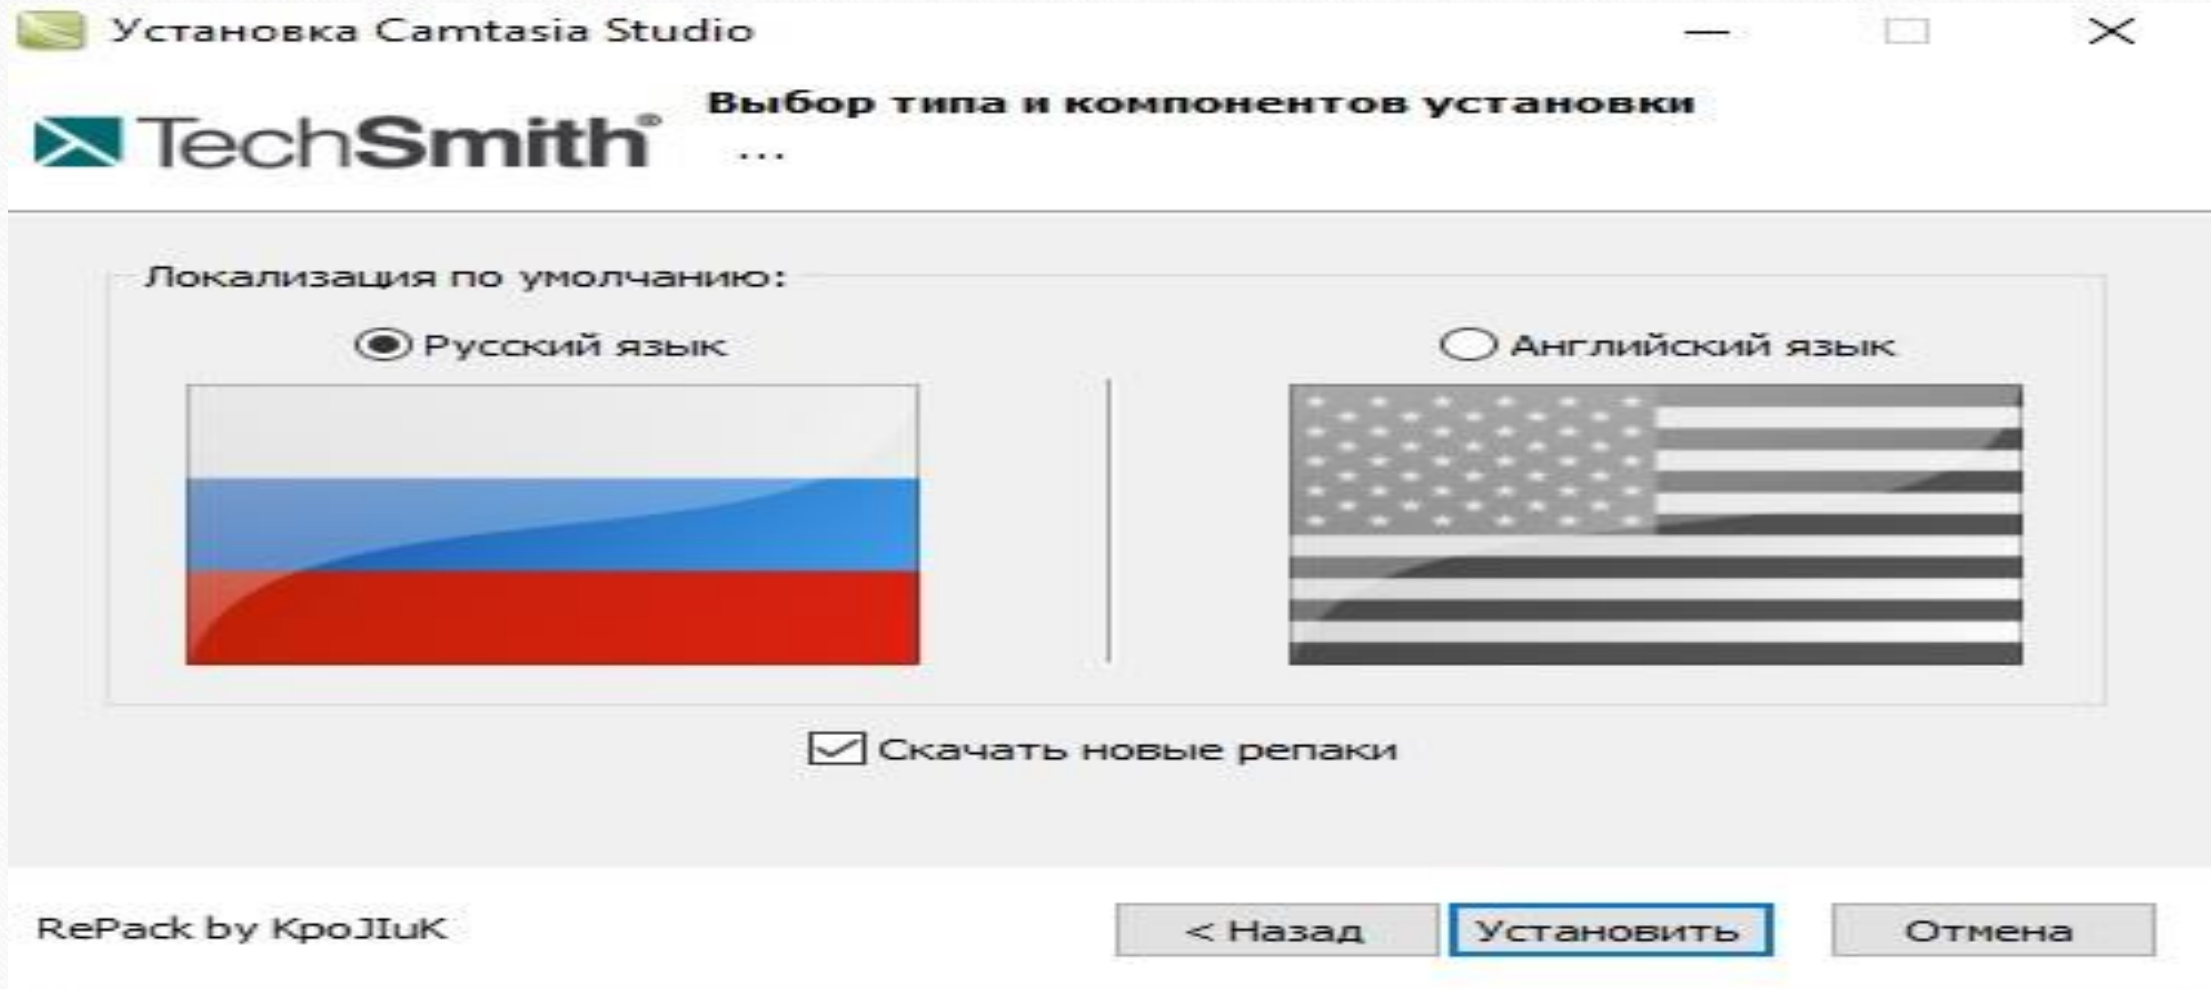 Установка Camtasia Studio
Выбор типа и компонентов установки
TechSmith®
...
Локализация по умолчанию:
Русский язык
Английский язык
Скачать новые репаки
RePack by KpoJIuK
< Назад
Установить
Отмена